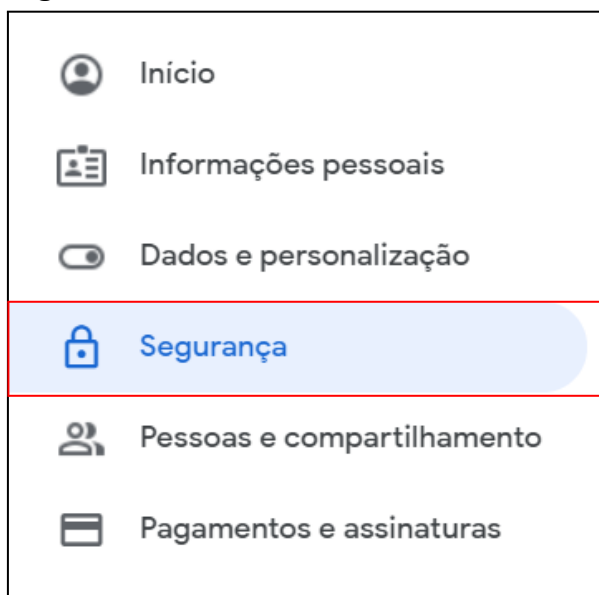 Início
Informações pessoais
Dados e personalização
Segurança
Pessoas e compartilhamento
Pagamentos e assinaturas